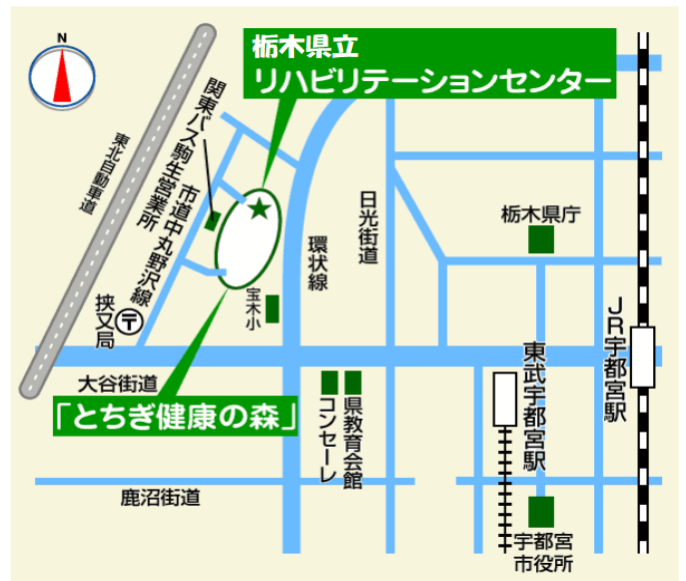 N
栃木県立
リハビリテーションセンター
東北自動車道
関東バス駒生営業所
市道中丸野沢線
挟又局
宝木小
環状線
日光街道
栃木県庁
JR宇都宮駅
東武宇都宮駅
大谷街道
「とちぎ健康の森」
コンセーレ
県教育会館
鹿沼街道
宇都宮
市役所